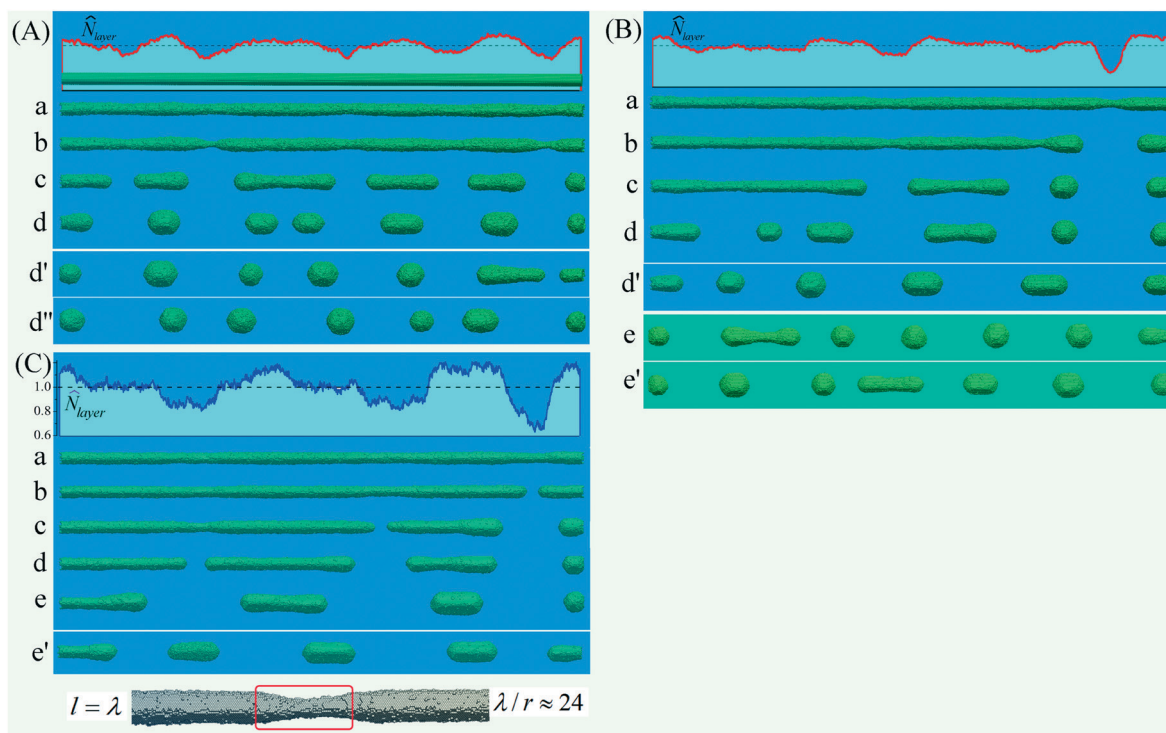 (A)
N̂layer
a
b
c
d
d'
d''
(B)
N̂layer
a
b
c
d
d'
e
e'
(C)
1.0
N̂layer
0.8
0.6
a
b
c
d
e
e'
l = λ
λ/r ≈ 24